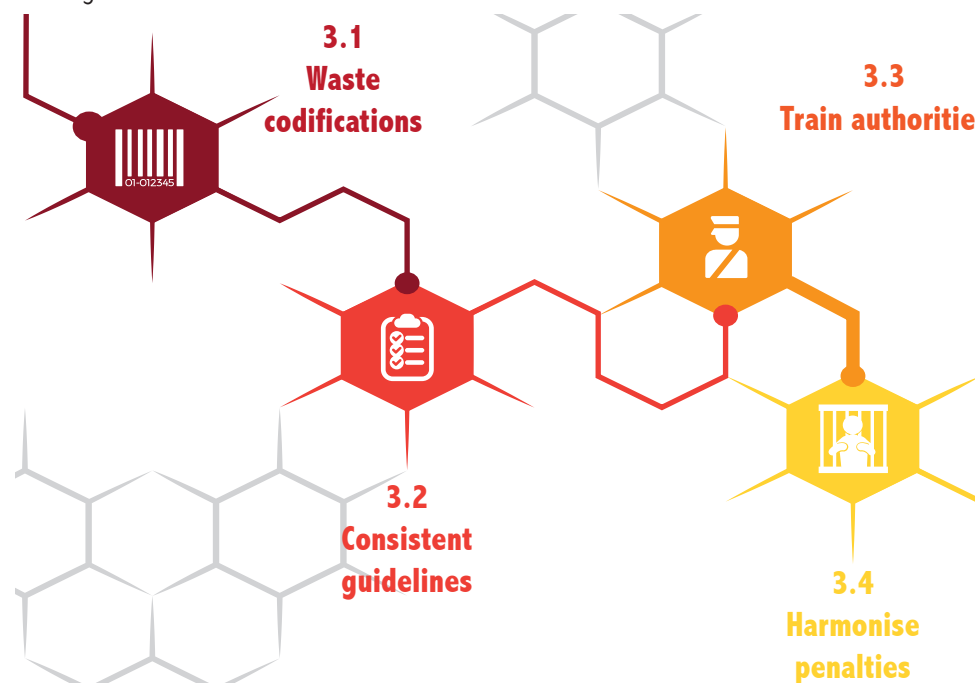 3.1
Waste
codifications
01-012345
3.3
Train authoritie
3.2
Consistent
guidelines
3.4
Harmonise
penalties